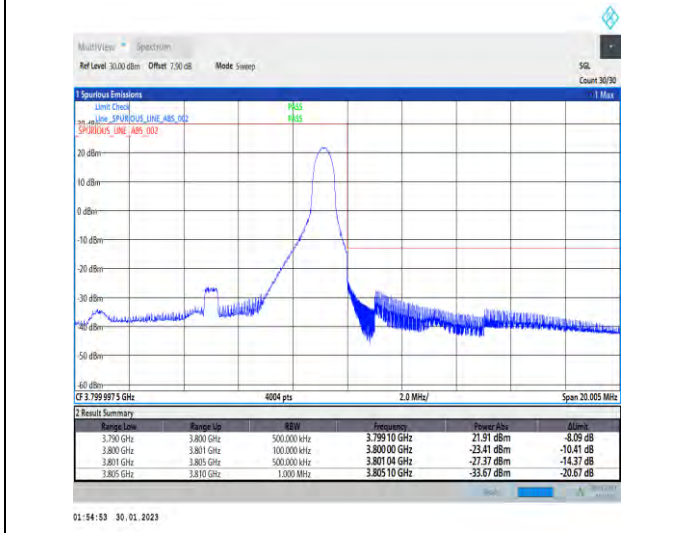 MultiView Spectrum
Ref Level 30.00 dBm Offset 7.90 dB Mode Sweep SGL
Count 30/30
1 Spurious Emissions 1 Max
Limit Check PASS
Line _SPURIOUS_LINE_ABS_002 PASS
_SPURIOUS_LINE_ABS_002
20 dBm
10 dBm
0 dBm
-10 dBm
-20 dBm
-30 dBm
-40 dBm
-50 dBm
-60 dBm
CF 3.799 997 5 GHz 4004 pts 2.0 MHz/ Span 20.005 MHz
2 Result Summary
Range Low Range Up RBW Frequency Power Abs ΔLimit
3.790 GHz 3.800 GHz 500.000 kHz 3.799 10 GHz 21.91 dBm -8.09 dB
3.800 GHz 3.801 GHz 100.000 kHz 3.800 00 GHz -23.41 dBm -10.41 dB
3.801 GHz 3.805 GHz 500.000 kHz 3.801 04 GHz -27.37 dBm -14.37 dB
3.805 GHz 3.810 GHz 1.000 MHz 3.805 10 GHz -33.67 dBm -20.67 dB
01:54:53 30.01.2023